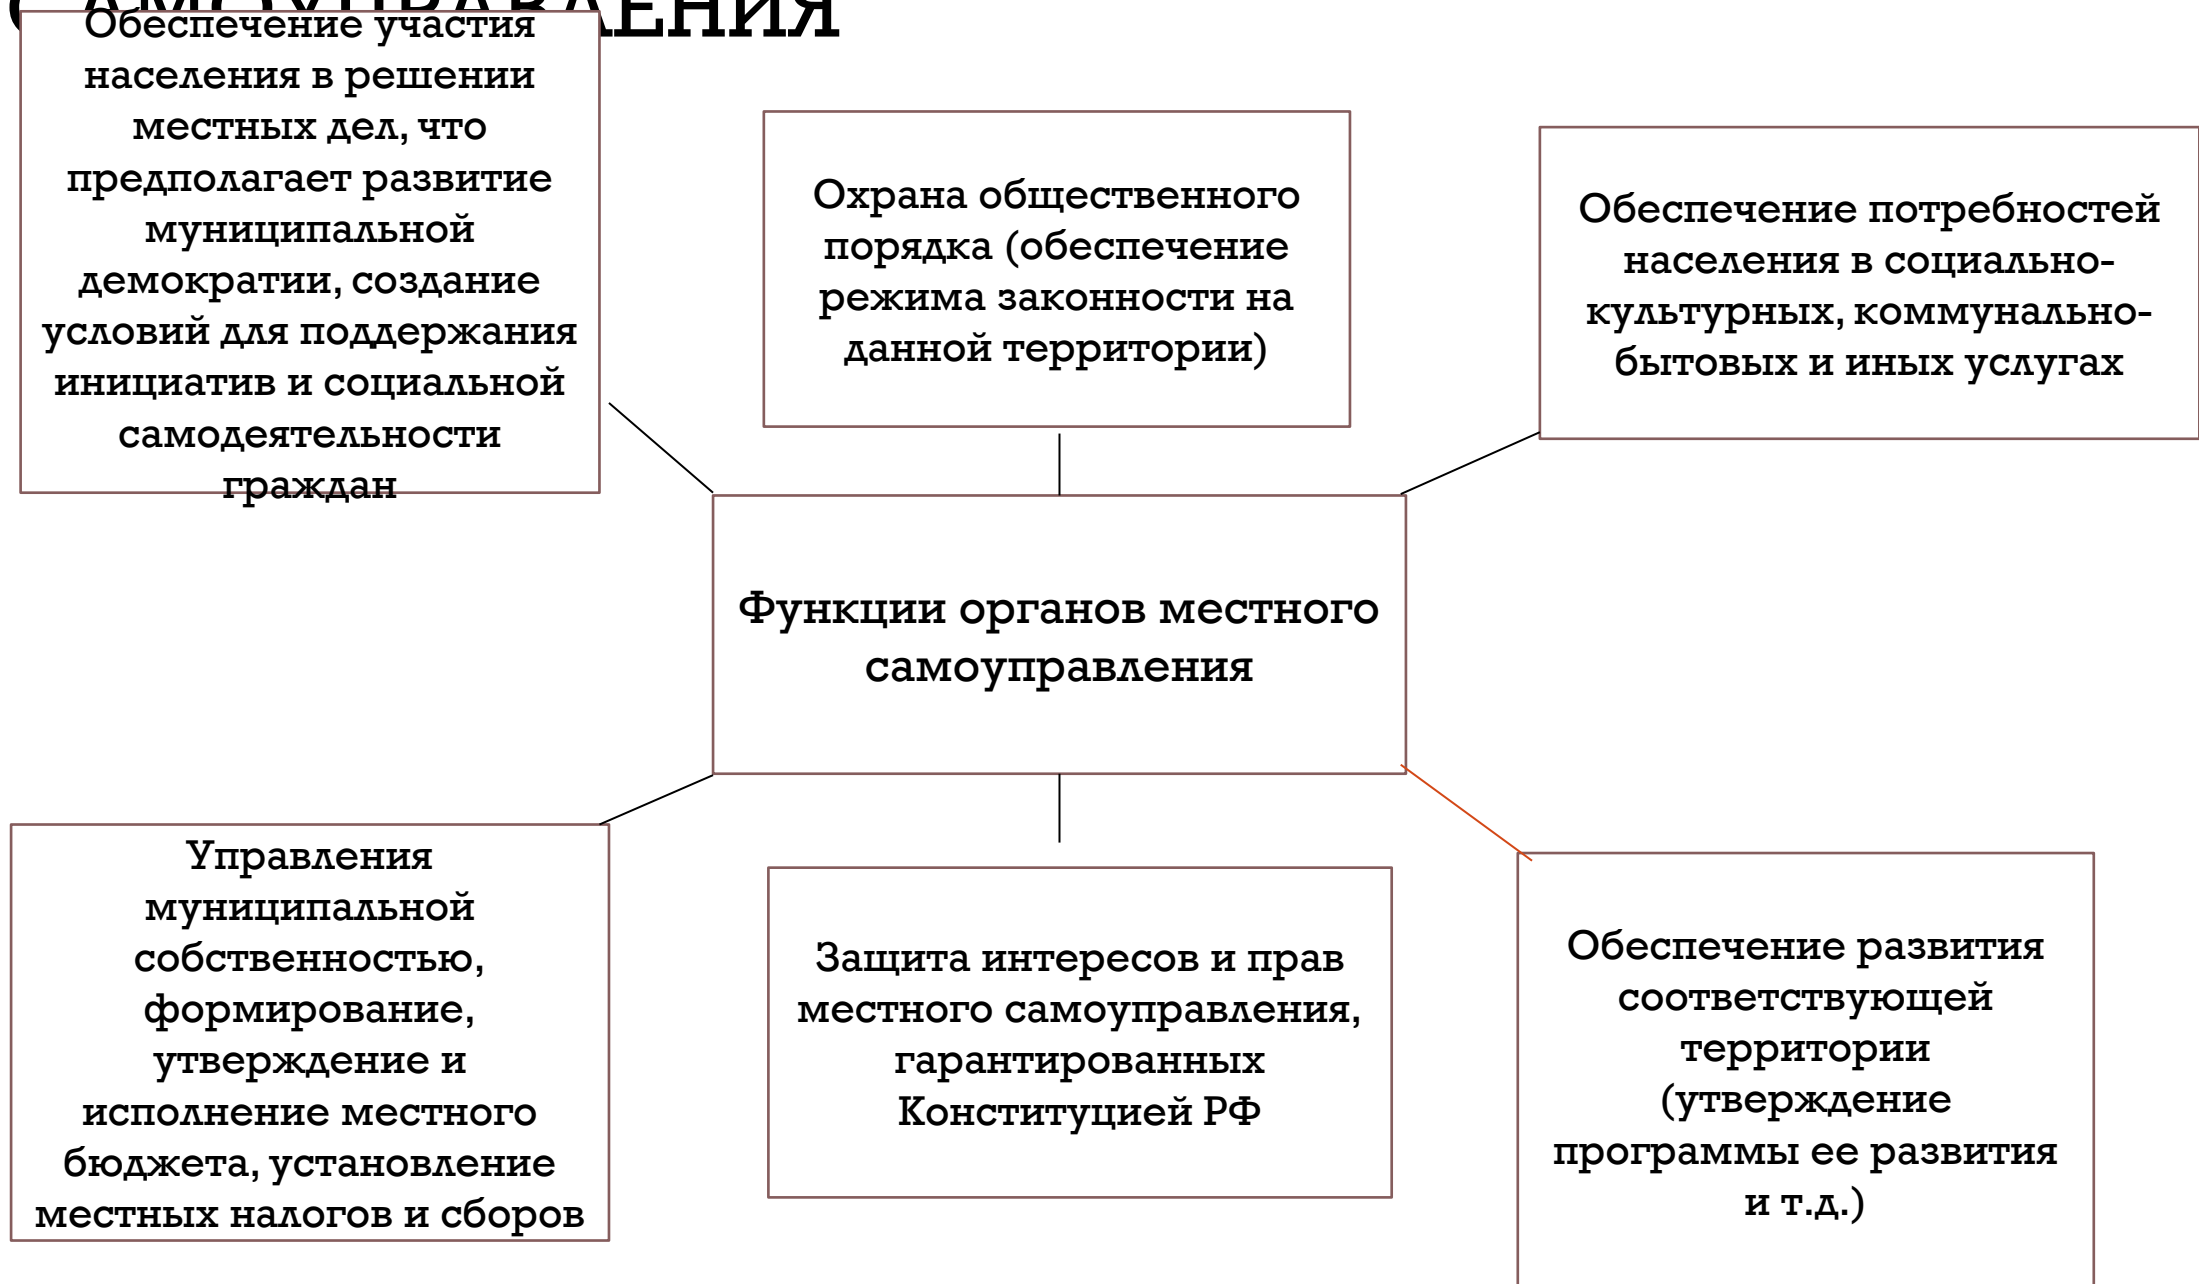 САМОУПРАВЛЕНИЯ
Обеспечение участия
населения в решении
местных дел, что
предполагает развитие
муниципальной
демократии, создание
условий для поддержания
инициатив и социальной
самодеятельности
граждан
Охрана общественного
порядка (обеспечение
режима законности на
данной территории)
Обеспечение потребностей
населения в социально-
культурных, коммунально-
бытовых и иных услугах
Функции органов местного
самоуправления
Управления
муниципальной
собственностью,
формирование,
утверждение и
исполнение местного
бюджета, установление
местных налогов и сборов
Защита интересов и прав
местного самоуправления,
гарантированных
Конституцией РФ
Обеспечение развития
соответствующей
территории
(утверждение
программы ее развития
и т.д.)